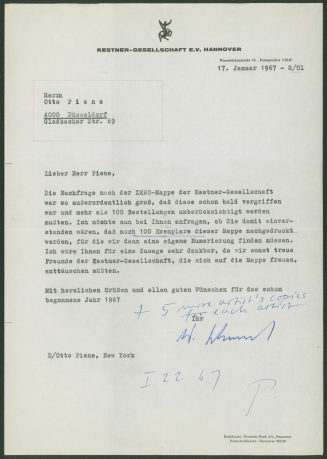 KESTNER-GESELLSCHAFT E.V. HANNOVER
Warmbüchenstraße 16 · Fernsprecher
17. Januar 1967 - S/01
Herrn
Otto Piene
4000 Düsseldorf
Gladbacher Str. 69
Lieber Herr Piene,
Die Nachfrage nach der ZERO-Mappe der Kestner-Gesellschaft
war so außerordentlich groß, daß diese schon bald vergriffen
war und mehr als 100 Bestellungen unberücksichtigt werden
mußten. Ich möchte nun bei Ihnen anfragen, ob Sie damit einver-
standen wären, daß noch 100 Exemplare dieser Mappe nachgedruckt
werden, für die wir dann eine eigene Numerierung finden müssen.
Ich wäre Ihnen für eine Zusage sehr dankbar, da wir sonst treue
Freunde der Kestner-Gesellschaft, die sich auf die Mappe freuen,
enttäuschen müßten.
Mit herzlichen Grüßen und allen guten Wünschen für das schon
begonnene Jahr 1967
+ 5 more artist's copies
for each artist
Ihr
D/Otto Piene, New York
I 22 67
P.